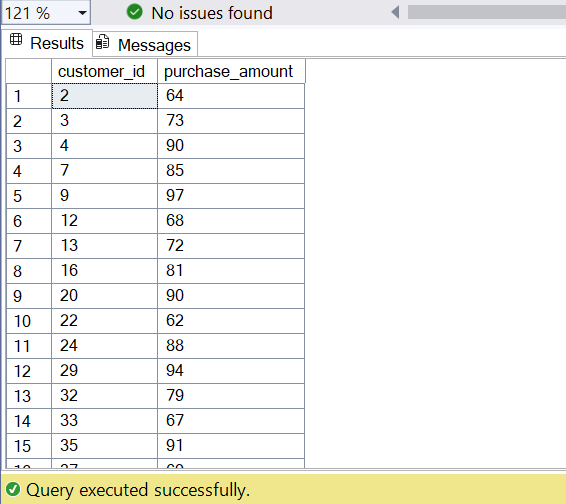 121 % No issues found
Results Messages
customer_id purchase_amount
1 2 64
2 3 73
3 4 90
4 7 85
5 9 97
6 12 68
7 13 72
8 16 81
9 20 90
10 22 62
11 24 88
12 29 94
13 32 79
14 33 67
15 35 91
Query executed successfully.